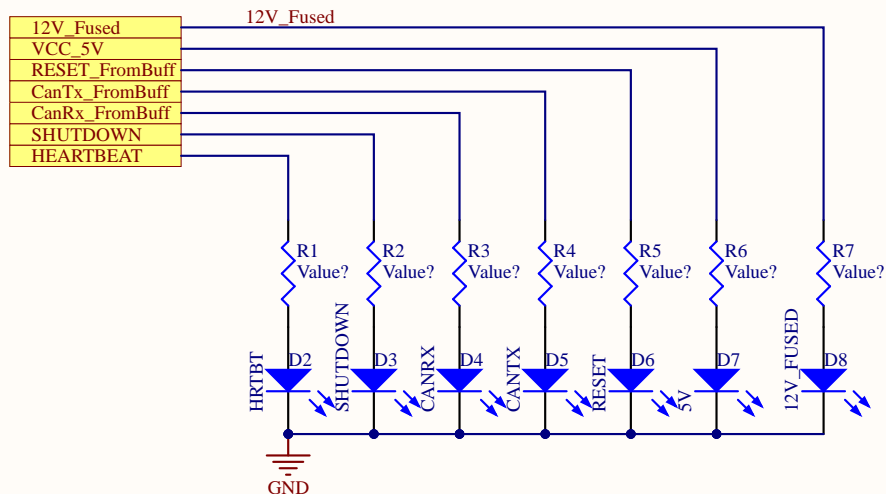 12V_Fused
12V_Fused
VCC_5V
RESET_FromBuff
CanTx_FromBuff
CanRx_FromBuff
SHUTDOWN
HEARTBEAT
R1
Value?
R2
Value?
R3
Value?
R4
Value?
R5
Value?
R6
Value?
R7
Value?
HRTBT
D2
SHUTDOWN
D3
CANRX
D4
CANTX
D5
RESET
D6
5V
D7
12V_FUSED
D8
GND